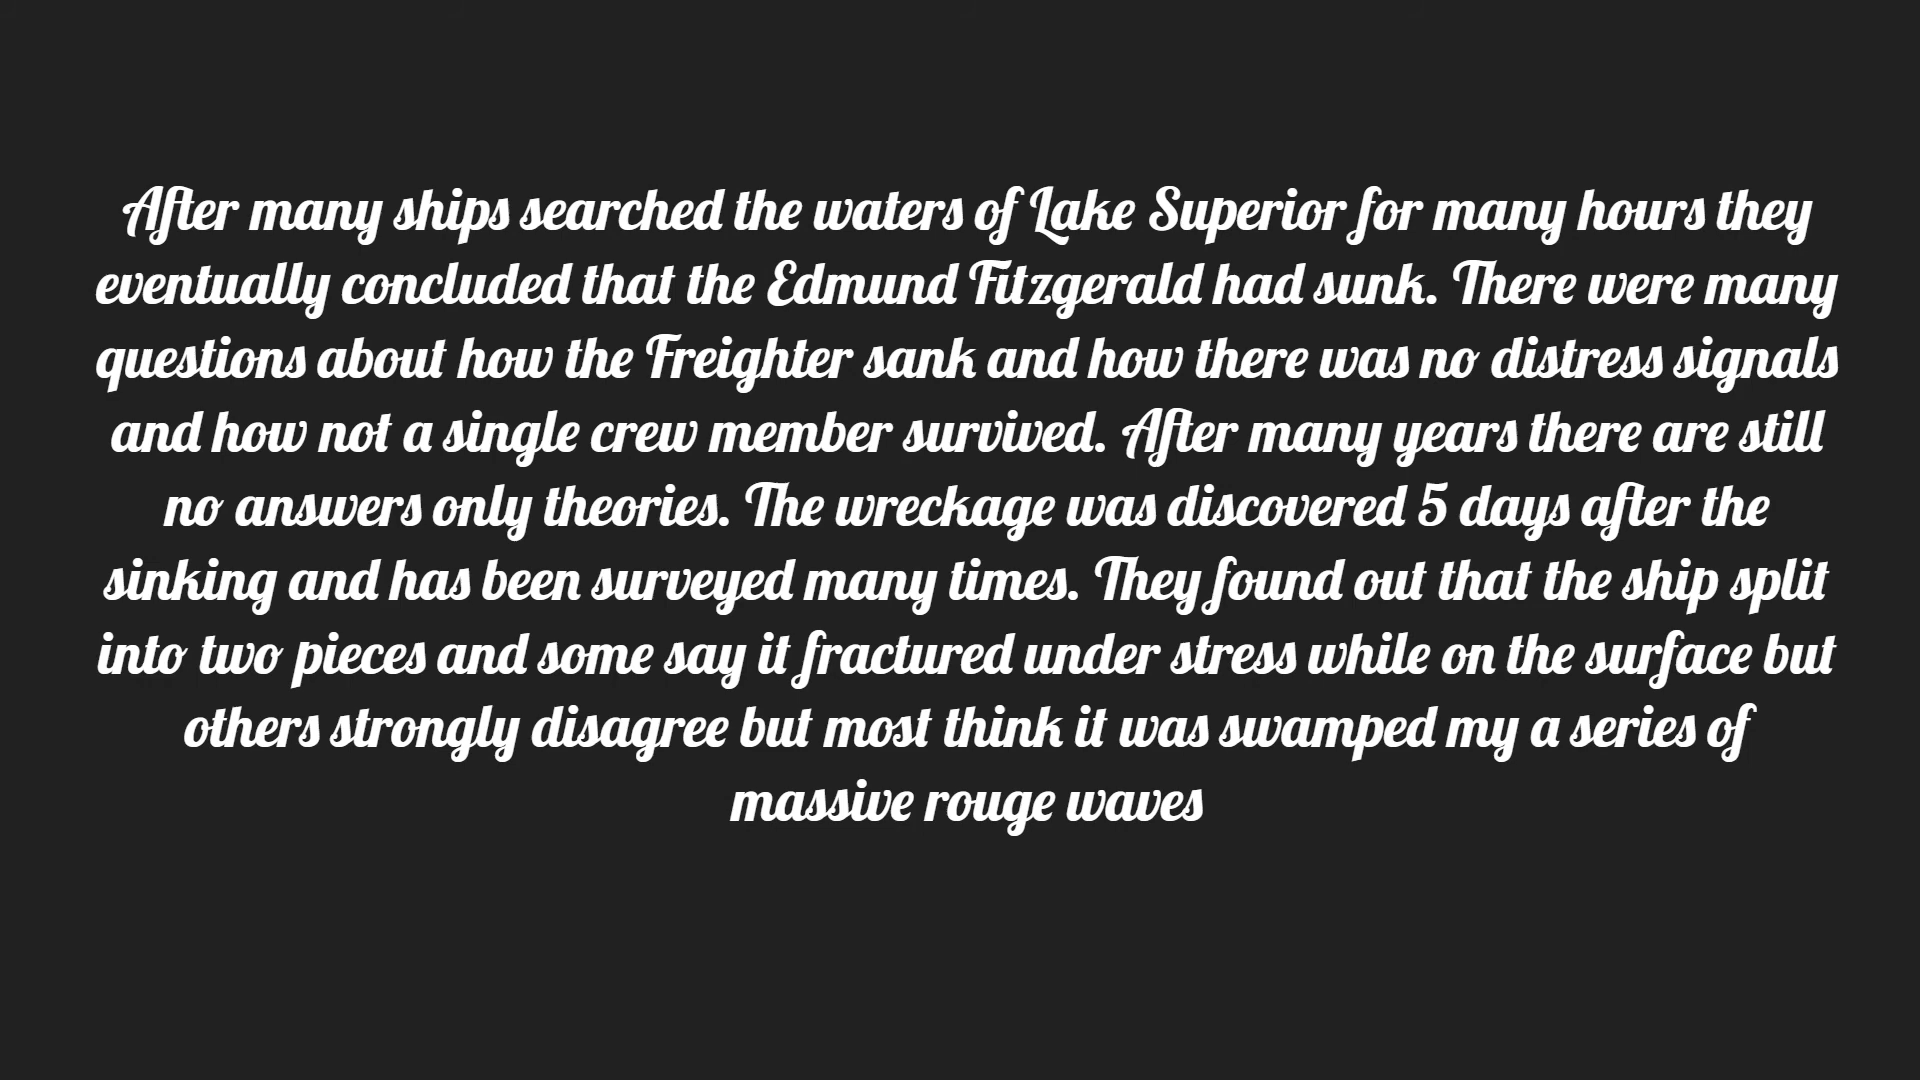 After many ships searched the waters of Lake Superior for many hours they
eventually concluded that the Edmund Fitzgerald had sunk. There were many
questions about how the Freighter sank and how there was no distress signals
and how not a single crew member survived. After many years there are still
no answers only theories. The wreckage was discovered 5 days after the
sinking and has been surveyed many times. They found out that the ship split
into two pieces and some say it fractured under stress while on the surface but
others strongly disagree but most think it was swamped my a series of
massive rouge waves